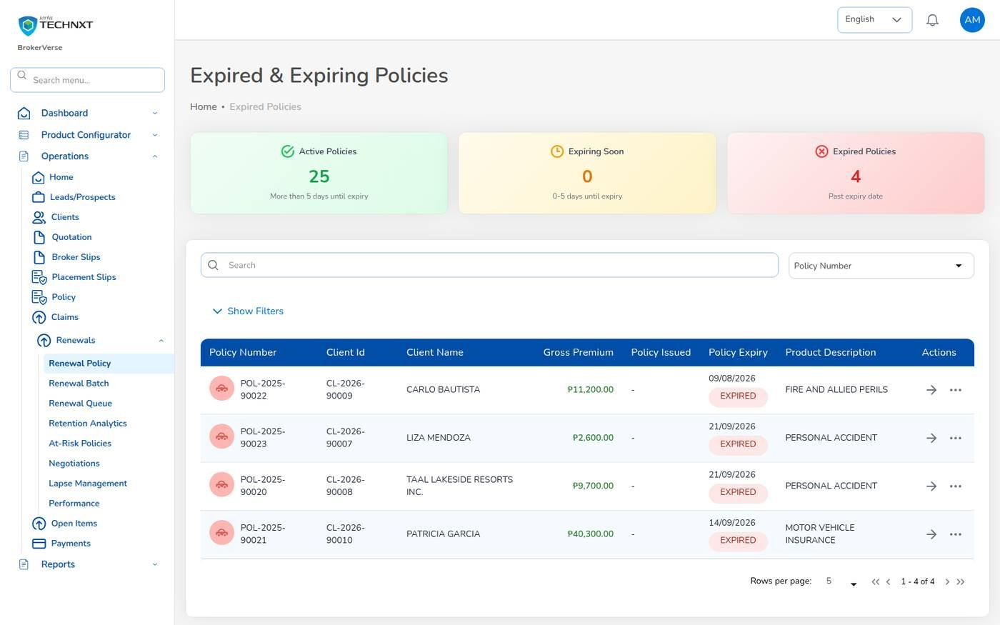 iorta
TECHNXT
BrokerVerse
Search menu...
Dashboard
Product Configurator
Operations
Home
Leads/Prospects
Clients
Quotation
Broker Slips
Placement Slips
Policy
Claims
Renewals
Renewal Policy
Renewal Batch
Renewal Queue
Retention Analytics
At-Risk Policies
Negotiations
Lapse Management
Performance
Open Items
Payments
Reports
English
AM
Expired & Expiring Policies
Home • Expired Policies
Active Policies
25
More than 5 days until expiry
Expiring Soon
0
0-5 days until expiry
Expired Policies
4
Past expiry date
Search
Policy Number
Show Filters
Policy Number Client Id Client Name Gross Premium Policy Issued Policy Expiry Product Description Actions
POL-2025-90022 CL-2026-90009 CARLO BAUTISTA ₱11,200.00 - 09/08/2026 EXPIRED FIRE AND ALLIED PERILS
POL-2025-90023 CL-2026-90007 LIZA MENDOZA ₱2,600.00 - 21/09/2026 EXPIRED PERSONAL ACCIDENT
POL-2025-90020 CL-2026-90008 TAAL LAKESIDE RESORTS INC. ₱9,700.00 - 21/09/2026 EXPIRED PERSONAL ACCIDENT
POL-2025-90021 CL-2026-90010 PATRICIA GARCIA ₱40,300.00 - 14/09/2026 EXPIRED MOTOR VEHICLE INSURANCE
Rows per page: 5 1 - 4 of 4